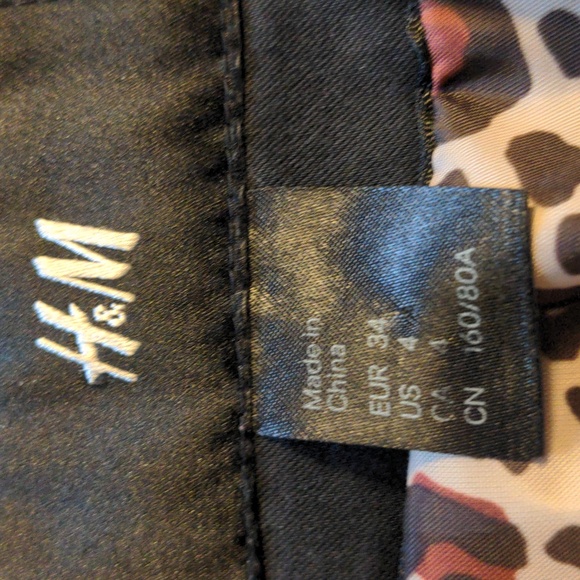 H&M
Made in
China
EUR 34
US 4
CA 4
CN 160/80A